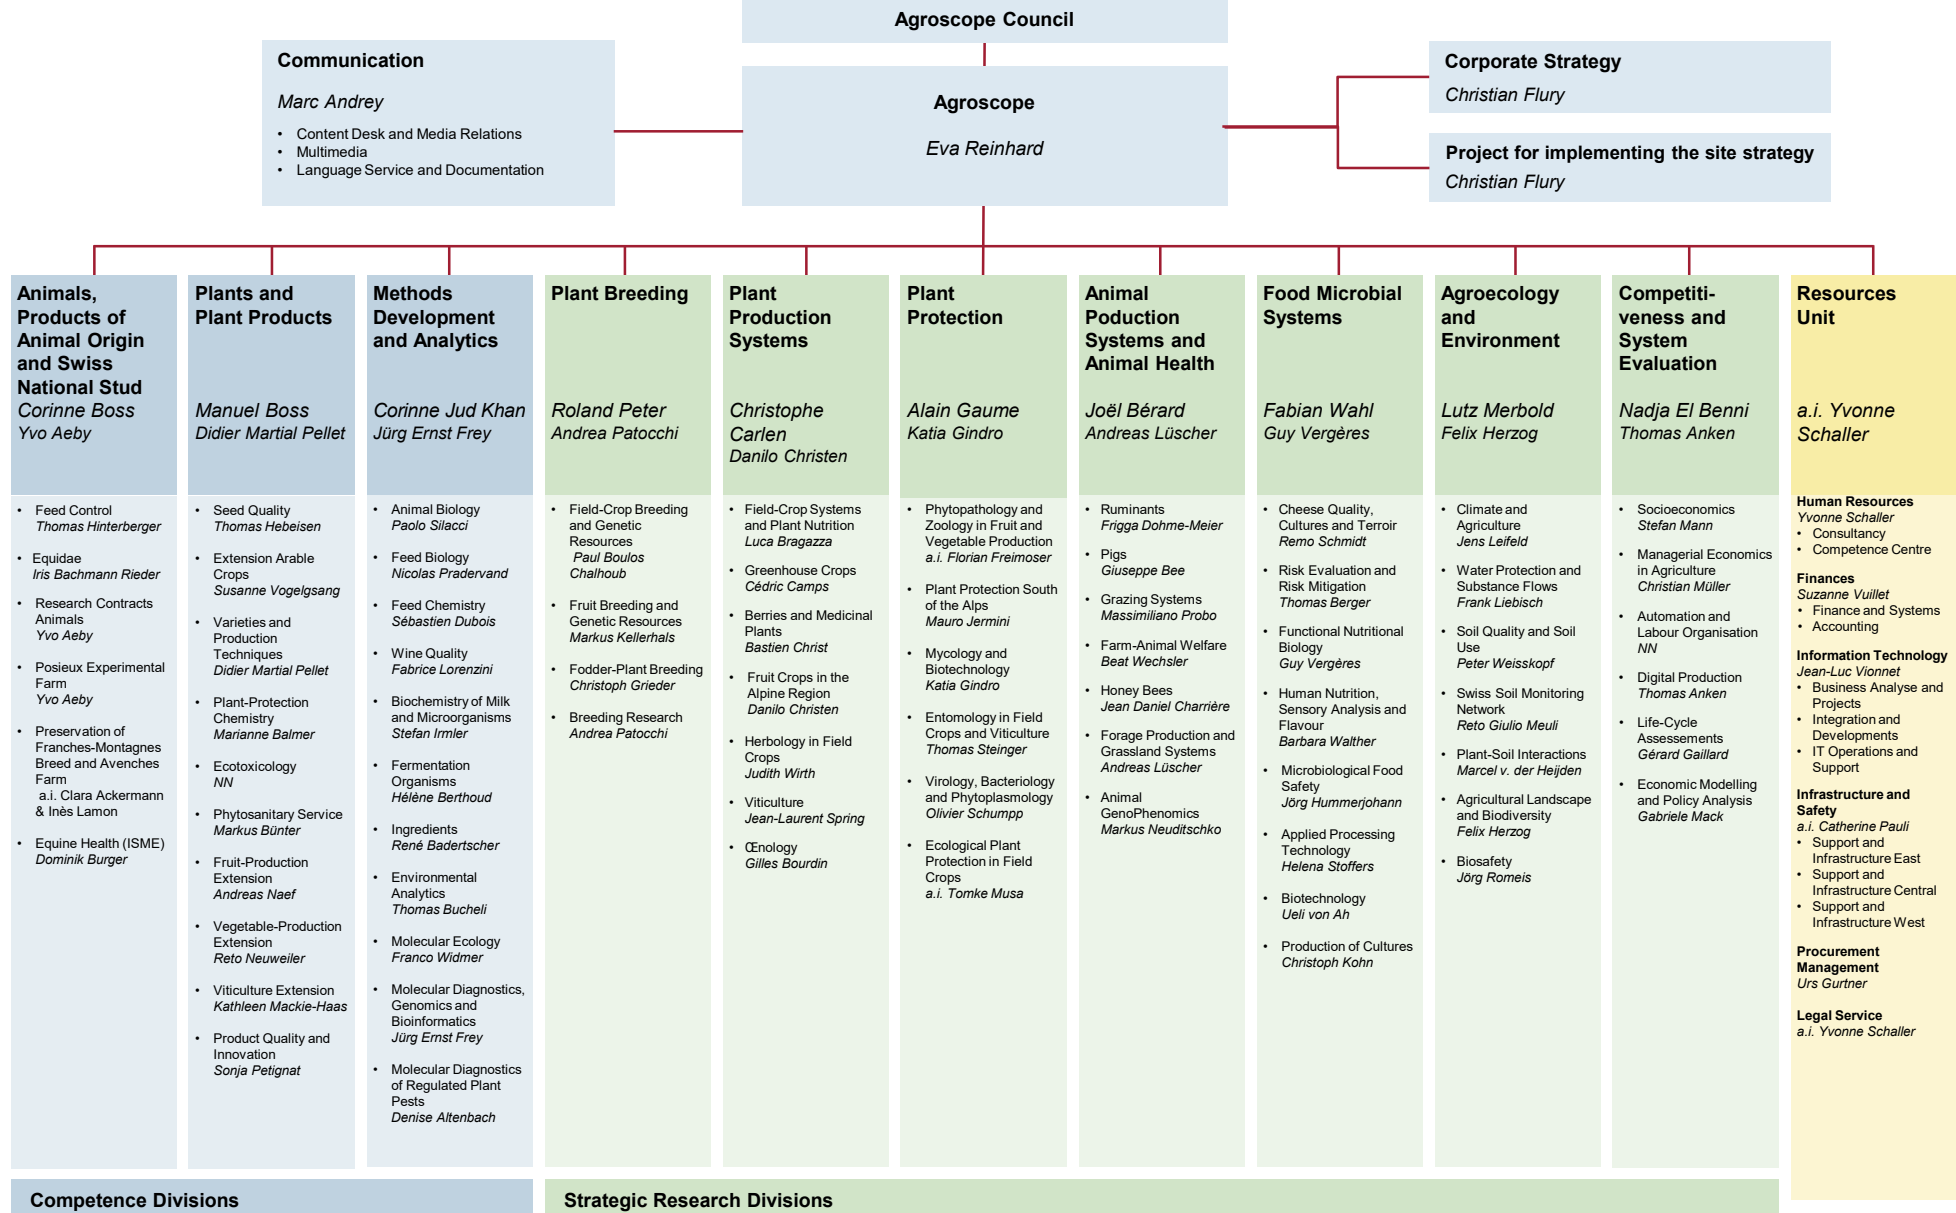 Agroscope Council
Communication
Marc Andrey
• Content Desk and Media Relations
• Multimedia
• Language Service and Documentation
Agroscope
Eva Reinhard
Corporate Strategy
Christian Flury
Project for implementing the site strategy
Christian Flury
Animals,
Products of
Animal Origin
and Swiss
National Stud
Corinne Boss
Yvo Aeby
• Feed Control
Thomas Hinterberger
• Equidae
Iris Bachmann Rieder
• Research Contracts
Animals
Yvo Aeby
• Posieux Experimental
Farm
Yvo Aeby
• Preservation of
Franches-Montagnes
Breed and Avenches
Farm
a.i. Clara Ackermann
& Inès Lamon
• Equine Health (ISME)
Dominik Burger
Plants and
Plant Products
Manuel Boss
Didier Martial Pellet
• Seed Quality
Thomas Hebeisen
• Extension Arable
Crops
Susanne Vogelgsang
• Varieties and
Production
Techniques
Didier Martial Pellet
• Plant-Protection
Chemistry
Marianne Balmer
• Ecotoxicology
NN
• Phytosanitary Service
Markus Bünter
• Fruit-Production
Extension
Andreas Naef
• Vegetable-Production
Extension
Reto Neuweiler
• Viticulture Extension
Kathleen Mackie-Haas
• Product Quality and
Innovation
Sonja Petignat
Methods
Development
and Analytics
Corinne Jud Khan
Jürg Ernst Frey
• Animal Biology
Paolo Silacci
• Feed Biology
Nicolas Pradervand
• Feed Chemistry
Sébastien Dubois
• Wine Quality
Fabrice Lorenzini
• Biochemistry of Milk
and Microorganisms
Stefan Irmler
• Fermentation
Organisms
Hélène Berthoud
• Ingredients
René Badertscher
• Environmental
Analytics
Thomas Bucheli
• Molecular Ecology
Franco Widmer
• Molecular Diagnostics,
Genomics and
Bioinformatics
Jürg Ernst Frey
• Molecular Diagnostics
of Regulated Plant
Pests
Denise Altenbach
Plant Breeding
Roland Peter
Andrea Patocchi
• Field-Crop Breeding
and Genetic
Resources
Paul Boulos
Chalhoub
• Fruit Breeding and
Genetic Resources
Markus Kellerhals
• Fodder-Plant Breeding
Christoph Grieder
• Breeding Research
Andrea Patocchi
Plant
Production
Systems
Christophe
Carlen
Danilo Christen
• Field-Crop Systems
and Plant Nutrition
Luca Bragazza
• Greenhouse Crops
Cédric Camps
• Berries and Medicinal
Plants
Bastien Christ
• Fruit Crops in the
Alpine Region
Danilo Christen
• Herbology in Field
Crops
Judith Wirth
• Viticulture
Jean-Laurent Spring
• Œnology
Gilles Bourdin
Plant
Protection
Alain Gaume
Katia Gindro
• Phytopathology and
Zoology in Fruit and
Vegetable Production
a.i. Florian Freimoser
• Plant Protection South
of the Alps
Mauro Jermini
• Mycology and
Biotechnology
Katia Gindro
• Entomology in Field
Crops and Viticulture
Thomas Steinger
• Virology, Bacteriology
and Phytoplasmology
Olivier Schumpp
• Ecological Plant
Protection in Field
Crops
a.i. Tomke Musa
Animal
Poduction
Systems and
Animal Health
Joël Bérard
Andreas Lüscher
• Ruminants
Frigga Dohme-Meier
• Pigs
Giuseppe Bee
• Grazing Systems
Massimiliano Probo
• Farm-Animal Welfare
Beat Wechsler
• Honey Bees
Jean Daniel Charrière
• Forage Production and
Grassland Systems
Andreas Lüscher
• Animal
GenoPhenomics
Markus Neuditschko
Food Microbial
Systems
Fabian Wahl
Guy Vergères
• Cheese Quality,
Cultures and Terroir
Remo Schmidt
• Risk Evaluation and
Risk Mitigation
Thomas Berger
• Functional Nutritional
Biology
Guy Vergères
• Human Nutrition,
Sensory Analysis and
Flavour
Barbara Walther
• Microbiological Food
Safety
Jörg Hummerjohann
• Applied Processing
Technology
Helena Stoffers
• Biotechnology
Ueli von Ah
• Production of Cultures
Christoph Kohn
Agroecology
and
Environment
Lutz Merbold
Felix Herzog
• Climate and
Agriculture
Jens Leifeld
• Water Protection and
Substance Flows
Frank Liebisch
• Soil Quality and Soil
Use
Peter Weisskopf
• Swiss Soil Monitoring
Network
Reto Giulio Meuli
• Plant-Soil Interactions
Marcel v. der Heijden
• Agricultural Landscape
and Biodiversity
Felix Herzog
• Biosafety
Jörg Romeis
Competiti-
veness and
System
Evaluation
Nadja El Benni
Thomas Anken
• Socioeconomics
Stefan Mann
• Managerial Economics
in Agriculture
Christian Müller
• Automation and
Labour Organisation
NN
• Digital Production
Thomas Anken
• Life-Cycle
Assessements
Gérard Gaillard
• Economic Modelling
and Policy Analysis
Gabriele Mack
Resources
Unit
a.i. Yvonne
Schaller
Human Resources
Yvonne Schaller
• Consultancy
• Competence Centre
Finances
Suzanne Vuillet
• Finance and Systems
• Accounting
Information Technology
Jean-Luc Vionnet
• Business Analyse and
Projects
• Integration and
Developments
• IT Operations and
Support
Infrastructure and
Safety
a.i. Catherine Pauli
• Support and
Infrastructure East
• Support and
Infrastructure Central
• Support and
Infrastructure West
Procurement
Management
Urs Gurtner
Legal Service
a.i. Yvonne Schaller
Competence Divisions
Strategic Research Divisions